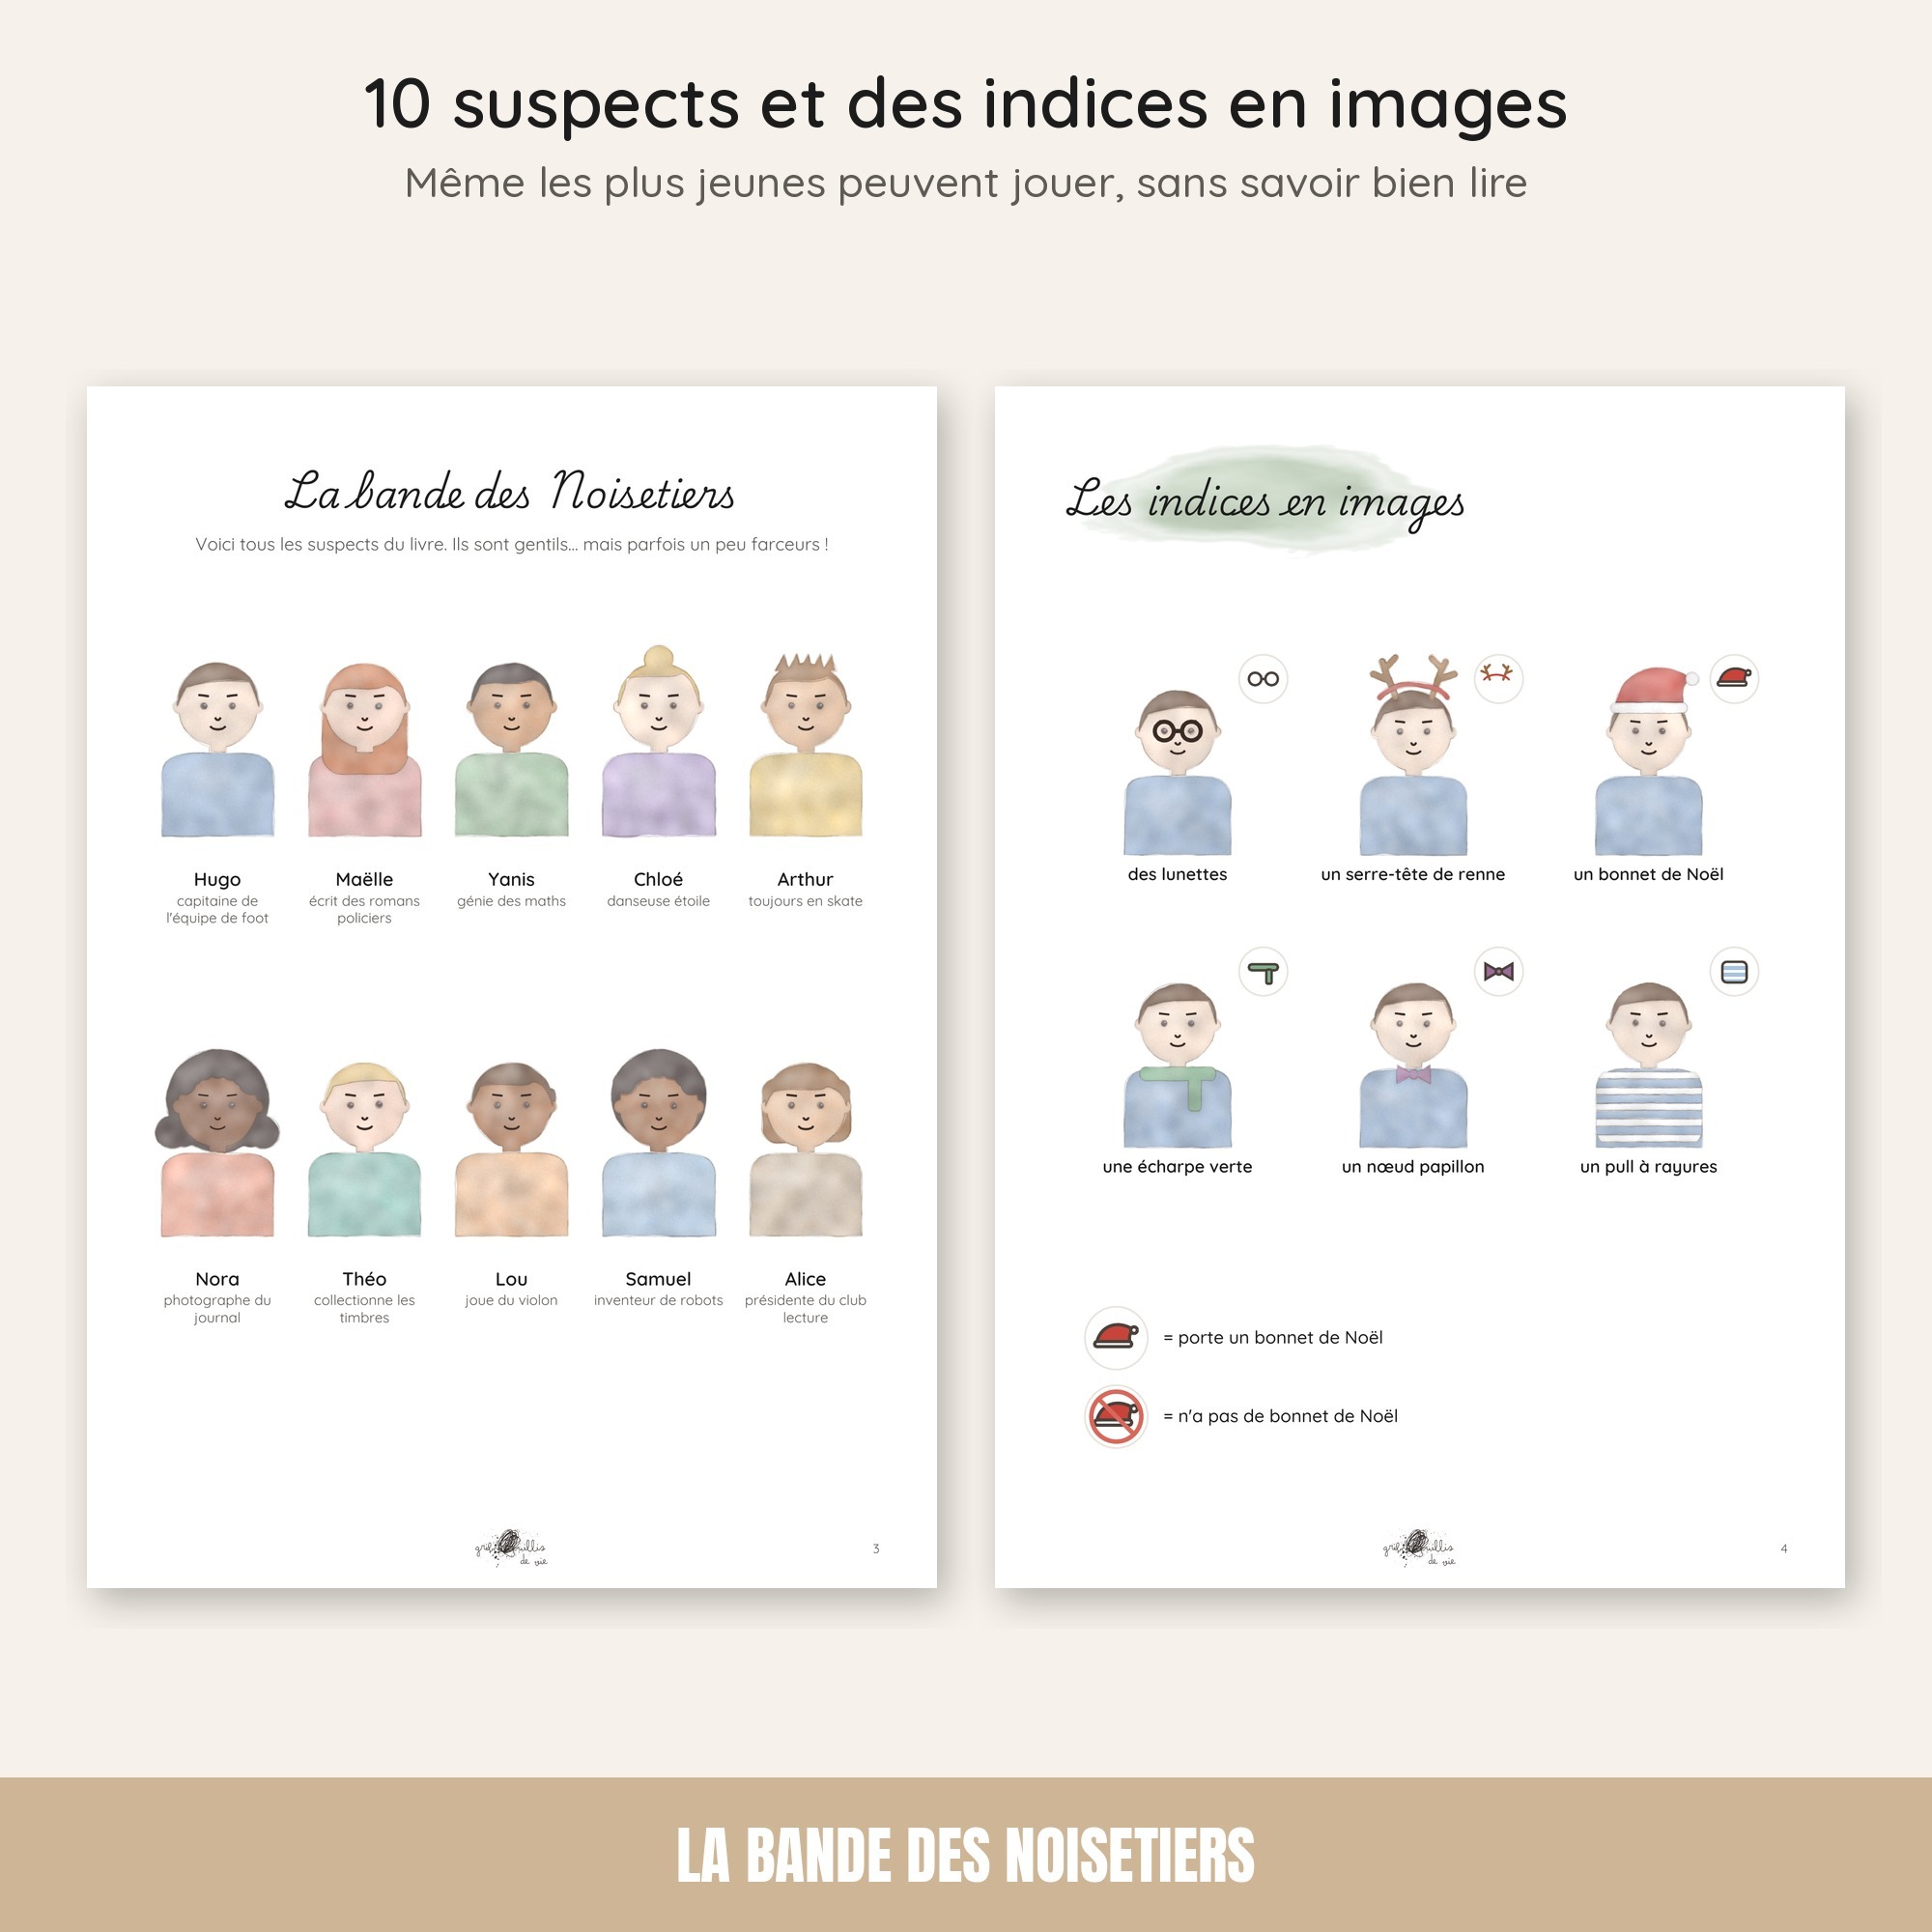 10 suspects et des indices en images
Même les plus jeunes peuvent jouer, sans savoir bien lire
La bande des Noisetiers
Voici tous les suspects du livre. Ils sont gentils... mais parfois un peu farceurs !
Hugo
capitaine de
l'équipe de foot
Maëlle
écrit des romans
policiers
Yanis
génie des maths
Chloé
danseuse étoile
Arthur
toujours en skate
Nora
photographe du
journal
Théo
collectionne les
timbres
Lou
joue du violon
Samuel
inventeur de robots
Alice
présidente du club
lecture
de vie
3
Les indices en images
des lunettes
un serre-tête de renne
un bonnet de Noël
une écharpe verte
un nœud papillon
un pull à rayures
= porte un bonnet de Noël
= n'a pas de bonnet de Noël
de vie
4
LA BANDE DES NOISETIERS